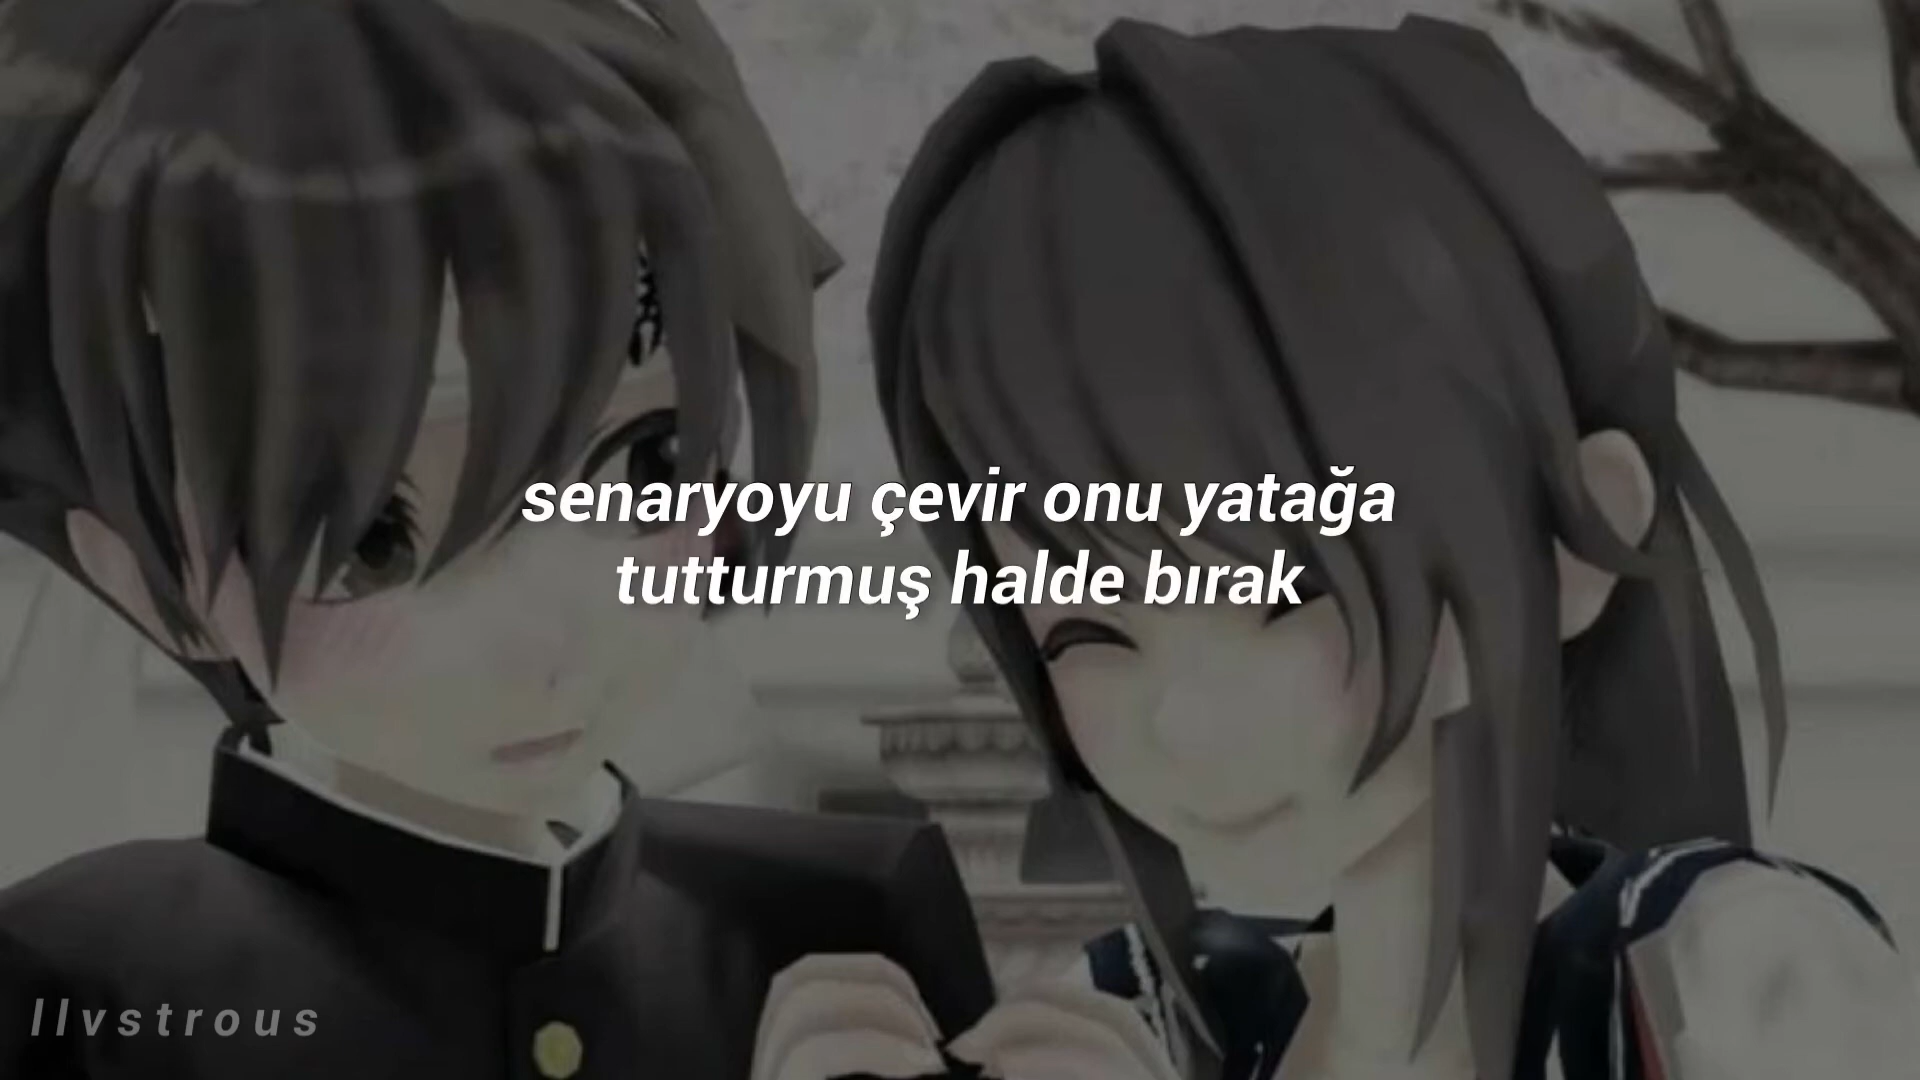 senaryoyu çevir onu yatağa
tutturmuş halde bırak
llvstrous